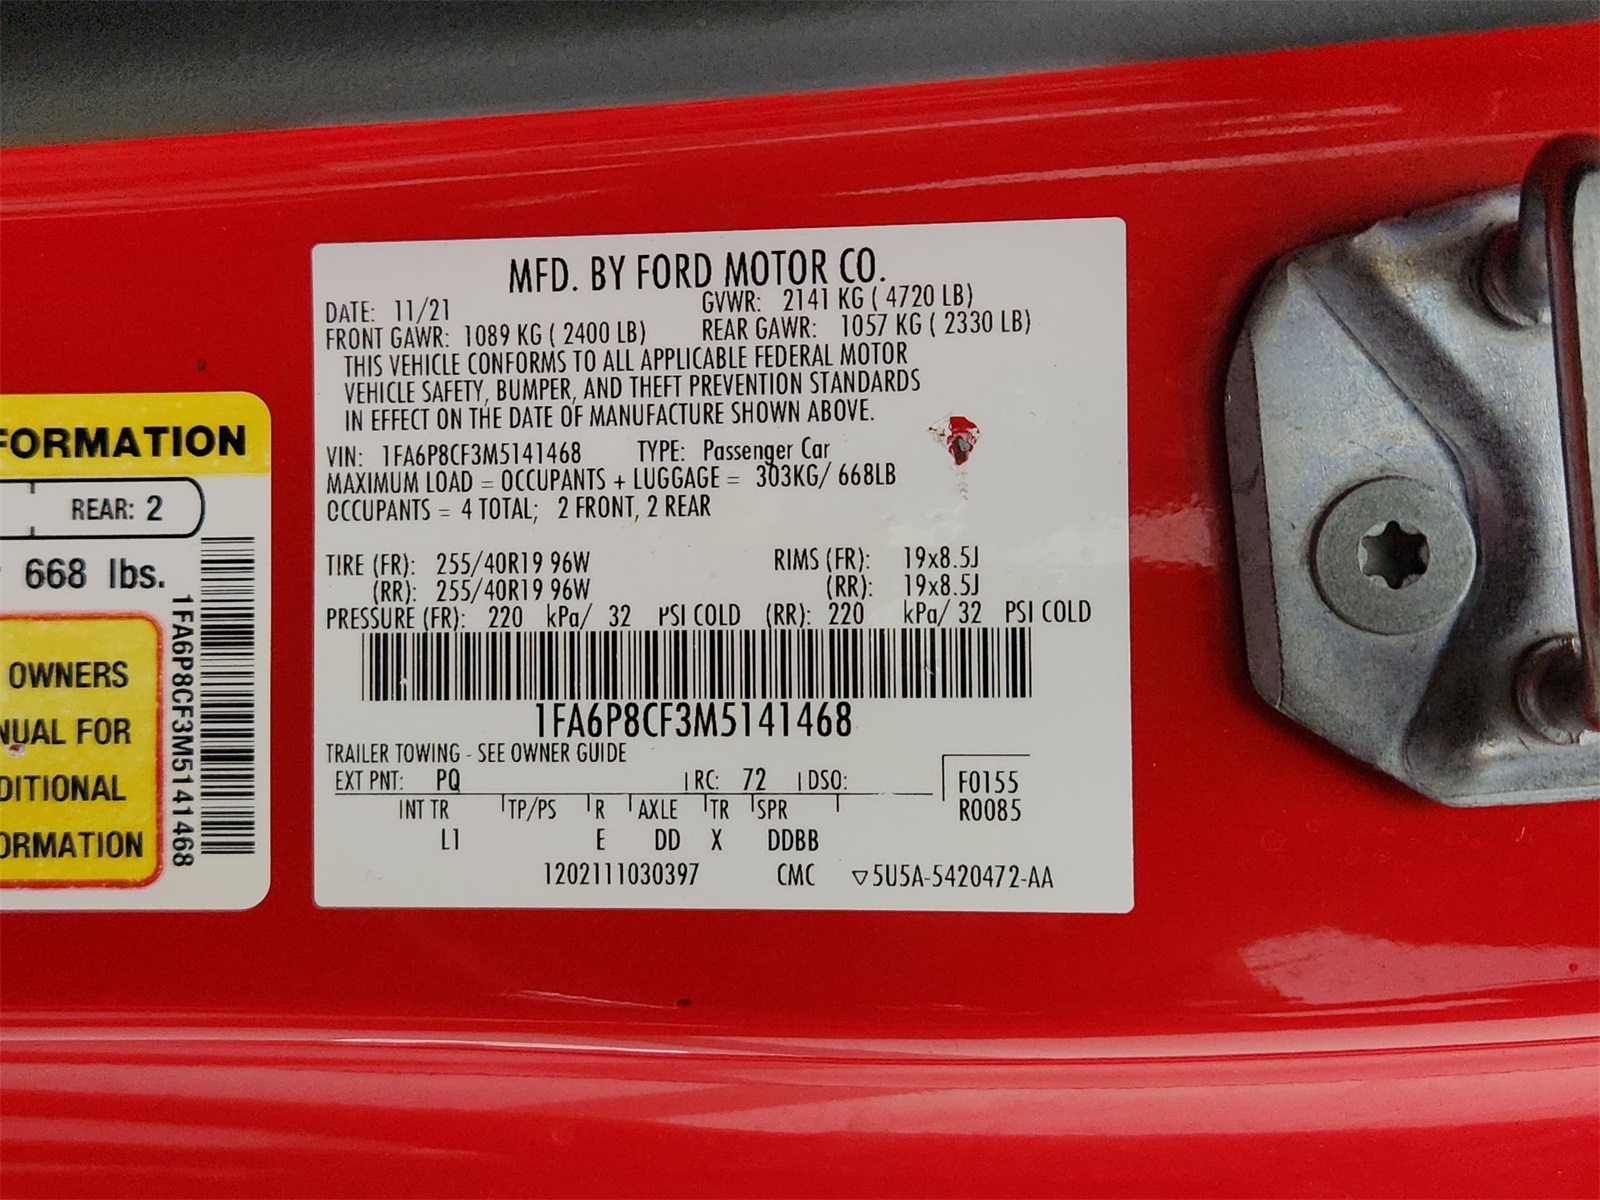 MFD. BY FORD MOTOR CO.
DATE: 11/21 GVWR: 2141 KG ( 4720 LB)
FRONT GAWR: 1089 KG ( 2400 LB) REAR GAWR: 1057 KG ( 2330 LB)
THIS VEHICLE CONFORMS TO ALL APPLICABLE FEDERAL MOTOR
VEHICLE SAFETY, BUMPER, AND THEFT PREVENTION STANDARDS
IN EFFECT ON THE DATE OF MANUFACTURE SHOWN ABOVE.
VIN: 1FA6P8CF3M5141468 TYPE: Passenger Car
MAXIMUM LOAD = OCCUPANTS + LUGGAGE = 303KG/ 668LB
OCCUPANTS = 4 TOTAL; 2 FRONT, 2 REAR
TIRE (FR): 255/40R19 96W RIMS (FR): 19x8.5J
(RR): 255/40R19 96W (RR): 19x8.5J
PRESSURE (FR): 220 kPa/ 32 PSI COLD (RR): 220 kPa/ 32 PSI COLD
1FA6P8CF3M5141468
TRAILER TOWING - SEE OWNER GUIDE
EXT PNT: PQ RC: 72 DSO: F0155
R0085
INT TR TP/PS R AXLE TR SPR
L1 E DD X DDBB
1202111030397 CMC ▽5U5A-5420472-AA
FORMATION
REAR: 2
668 lbs.
OWNERS
NUAL FOR
DITIONAL
ORMATION
1FA6P8CF3M5141468